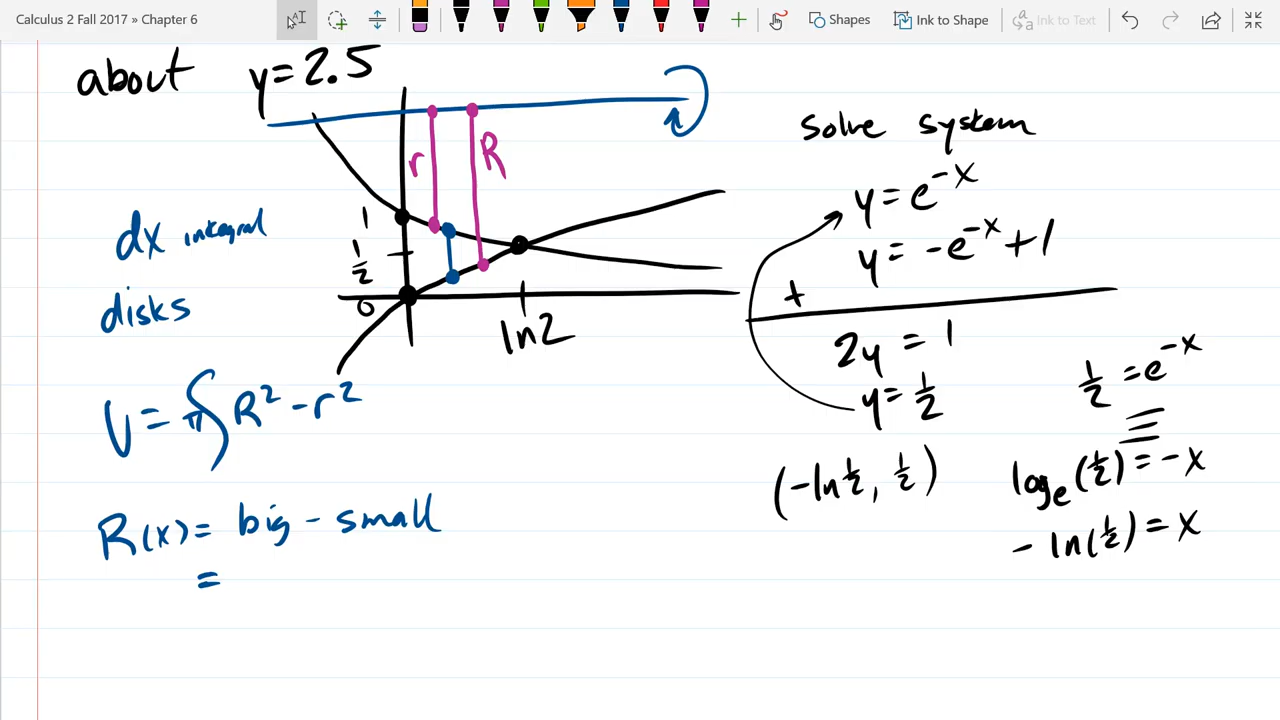 Calculus 2 Fall 2017 » Chapter 6
Shapes
Ink to Shape
Ink to Text
about y=2.5
r R
1
1/2
0
ln2
dx integral
disks
V = π∫R² - r²
R(x) = big - small
=
solve system
y = e^-x
y = -e^-x + 1
+
2y = 1
y = 1/2
(-ln 1/2, 1/2)
1/2 = e^-x
log_e(1/2) = -x
-ln(1/2) = x